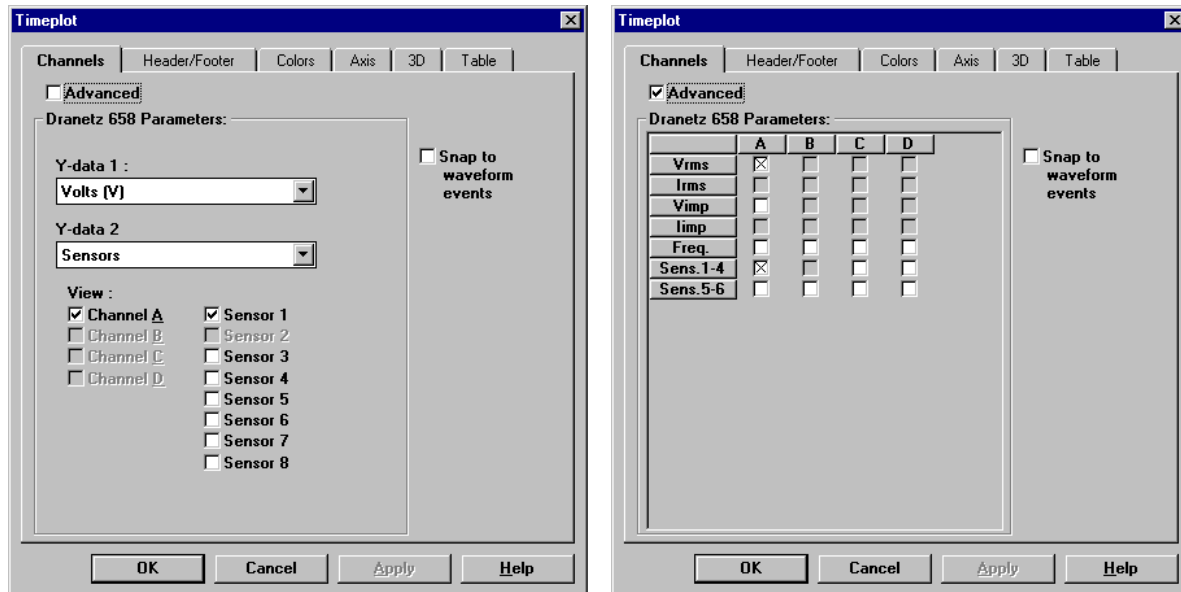 Timeplot
Channels Header/Footer Colors Axis 3D Table
Advanced
Dranetz 658 Parameters:
Y-data 1 :
Volts (V)
Y-data 2
Sensors
View :
Channel A
Channel B
Channel C
Channel D
Sensor 1
Sensor 2
Sensor 3
Sensor 4
Sensor 5
Sensor 6
Sensor 7
Sensor 8
Snap to
waveform
events
OK Cancel Apply Help
Timeplot
Channels Header/Footer Colors Axis 3D Table
Advanced
Dranetz 658 Parameters:
A B C D
Vrms
Irms
Vimp
Iimp
Freq.
Sens.1-4
Sens.5-6
Snap to
waveform
events
OK Cancel Apply Help